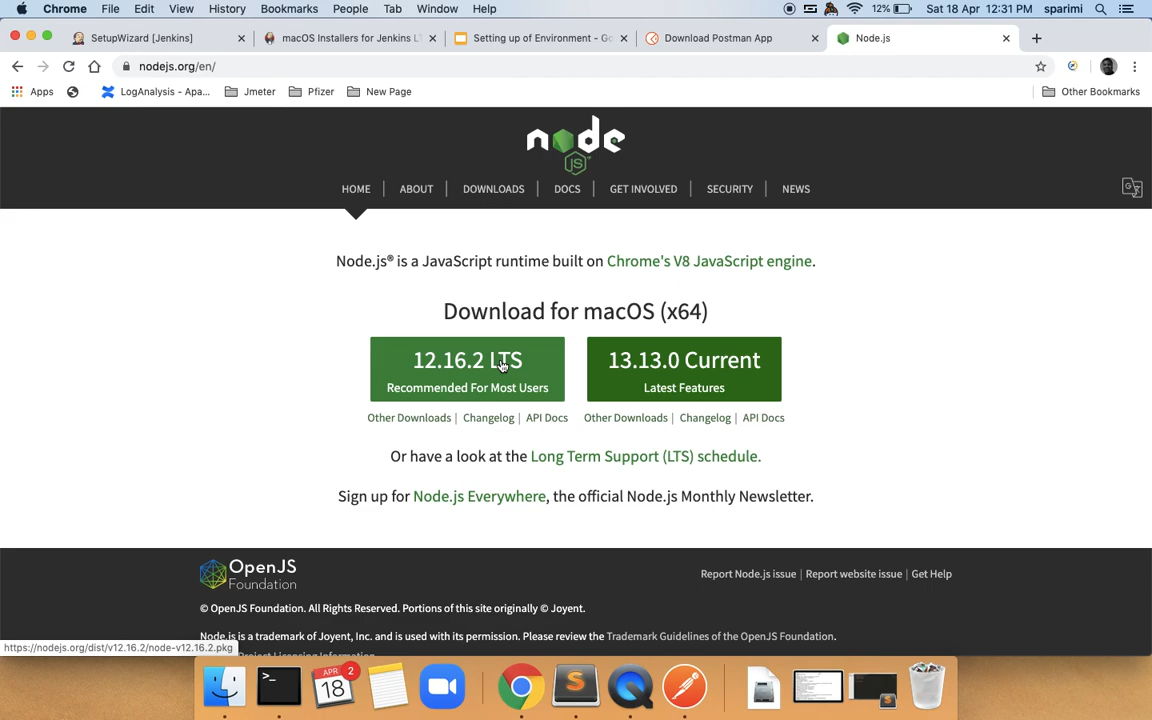 Chrome File Edit View History Bookmarks People Tab Window Help 12% Sat 18 Apr 12:31 PM sparimi
SetupWizard [Jenkins] macOS Installers for Jenkins LT Setting up of Environment - Go Download Postman App Node.js
nodejs.org/en/
Apps LogAnalysis - Apa... Jmeter Pfizer New Page Other Bookmarks
node
JS
HOME ABOUT DOWNLOADS DOCS GET INVOLVED SECURITY NEWS
Node.js® is a JavaScript runtime built on Chrome's V8 JavaScript engine.
Download for macOS (x64)
12.16.2 LTS 13.13.0 Current
Recommended For Most Users Latest Features
Other Downloads | Changelog | API Docs Other Downloads | Changelog | API Docs
Or have a look at the Long Term Support (LTS) schedule.
Sign up for Node.js Everywhere, the official Node.js Monthly Newsletter.
OpenJS
Foundation
Report Node.js issue | Report website issue | Get Help
© OpenJS Foundation. All Rights Reserved. Portions of this site originally © Joyent.
Node.js is a trademark of Joyent, Inc. and is used with its permission. Please review the Trademark Guidelines of the OpenJS Foundation.
https://nodejs.org/dist/v12.16.2/node-v12.16.2.pkg
APR 2
18